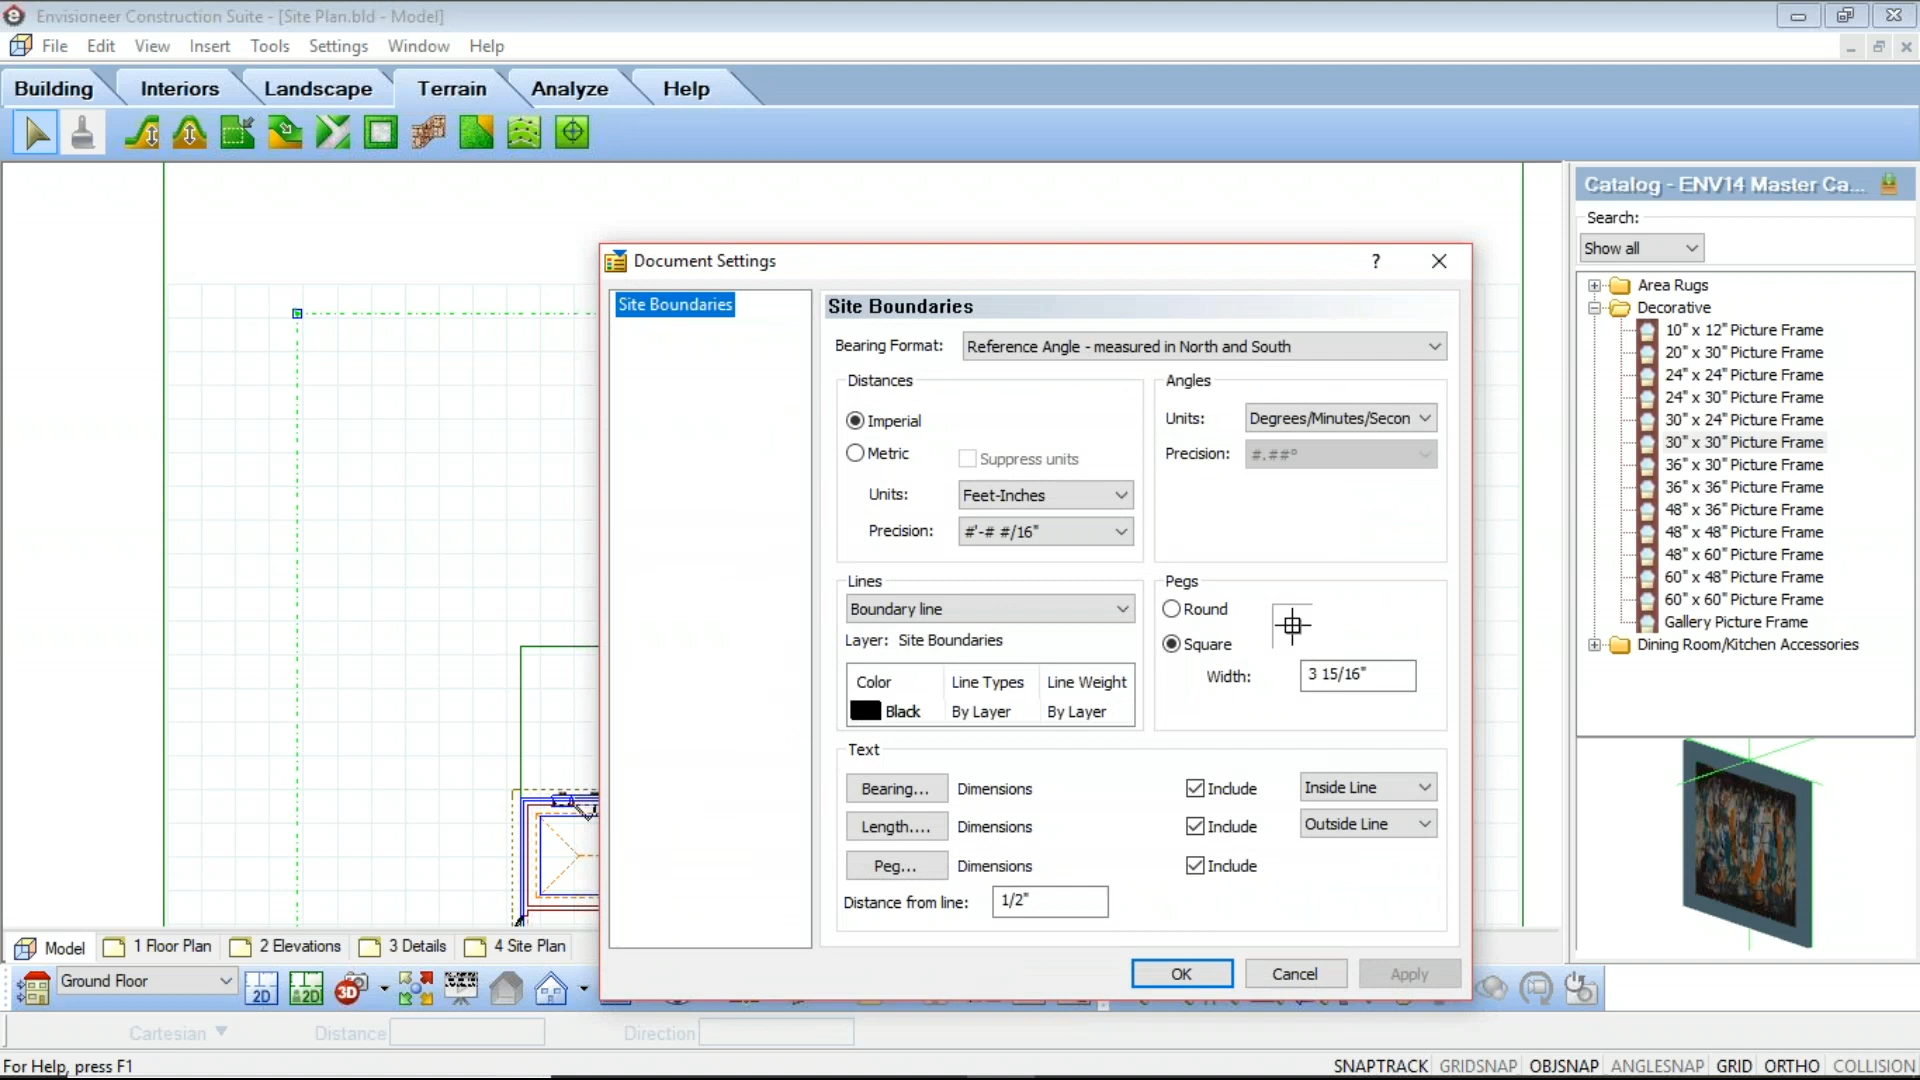 Envisioneer Construction Suite - [Site Plan.bld - Model]
File Edit View Insert Tools Settings Window Help
Building Interiors Landscape Terrain Analyze Help
Catalog - ENV14 Master Ca...
Search:
Show all
Area Rugs
Decorative
10" x 12" Picture Frame
20" x 30" Picture Frame
24" x 24" Picture Frame
24" x 30" Picture Frame
30" x 24" Picture Frame
30" x 30" Picture Frame
36" x 30" Picture Frame
36" x 36" Picture Frame
48" x 36" Picture Frame
48" x 48" Picture Frame
48" x 60" Picture Frame
60" x 48" Picture Frame
60" x 60" Picture Frame
Gallery Picture Frame
Dining Room/Kitchen Accessories
Document Settings ?
Site Boundaries
Site Boundaries
Bearing Format: Reference Angle - measured in North and South
Distances
Imperial
Metric Suppress units
Units: Feet-Inches
Precision: #'-# #/16"
Angles
Units: Degrees/Minutes/Secon
Precision: #.##°
Lines
Boundary line
Layer: Site Boundaries
Color Line Types Line Weight
Black By Layer By Layer
Pegs
Round
Square
Width: 3 15/16"
Text
Bearing... Dimensions Include Inside Line
Length.... Dimensions Include Outside Line
Peg... Dimensions Include
Distance from line: 1/2"
OK Cancel Apply
Model 1 Floor Plan 2 Elevations 3 Details 4 Site Plan
Ground Floor 2D 2D 3D
Cartesian Distance Direction
For Help, press F1 SNAPTRACK GRIDSNAP OBJSNAP ANGLESNAP GRID ORTHO COLLISION